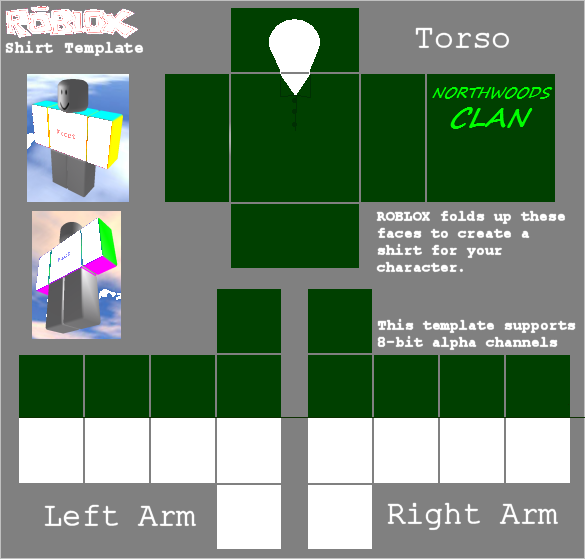 ROBLOX
Shirt Template
Torso
NORTHWOODS
CLAN
Front
ROBLOX folds up these
faces to create a
shirt for your
character.
This template supports
8-bit alpha channels
Left Arm
Right Arm